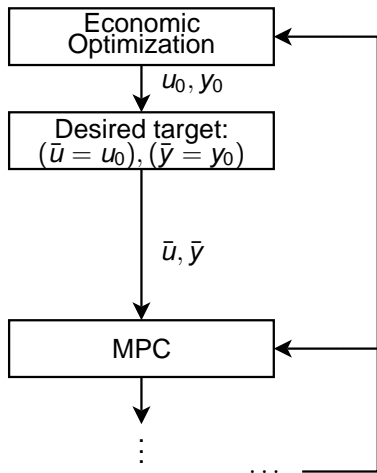 Economic
Optimization
u₀, y₀
Desired target:
(ū = u₀), (ȳ = y₀)
ū, ȳ
MPC
⋮
...